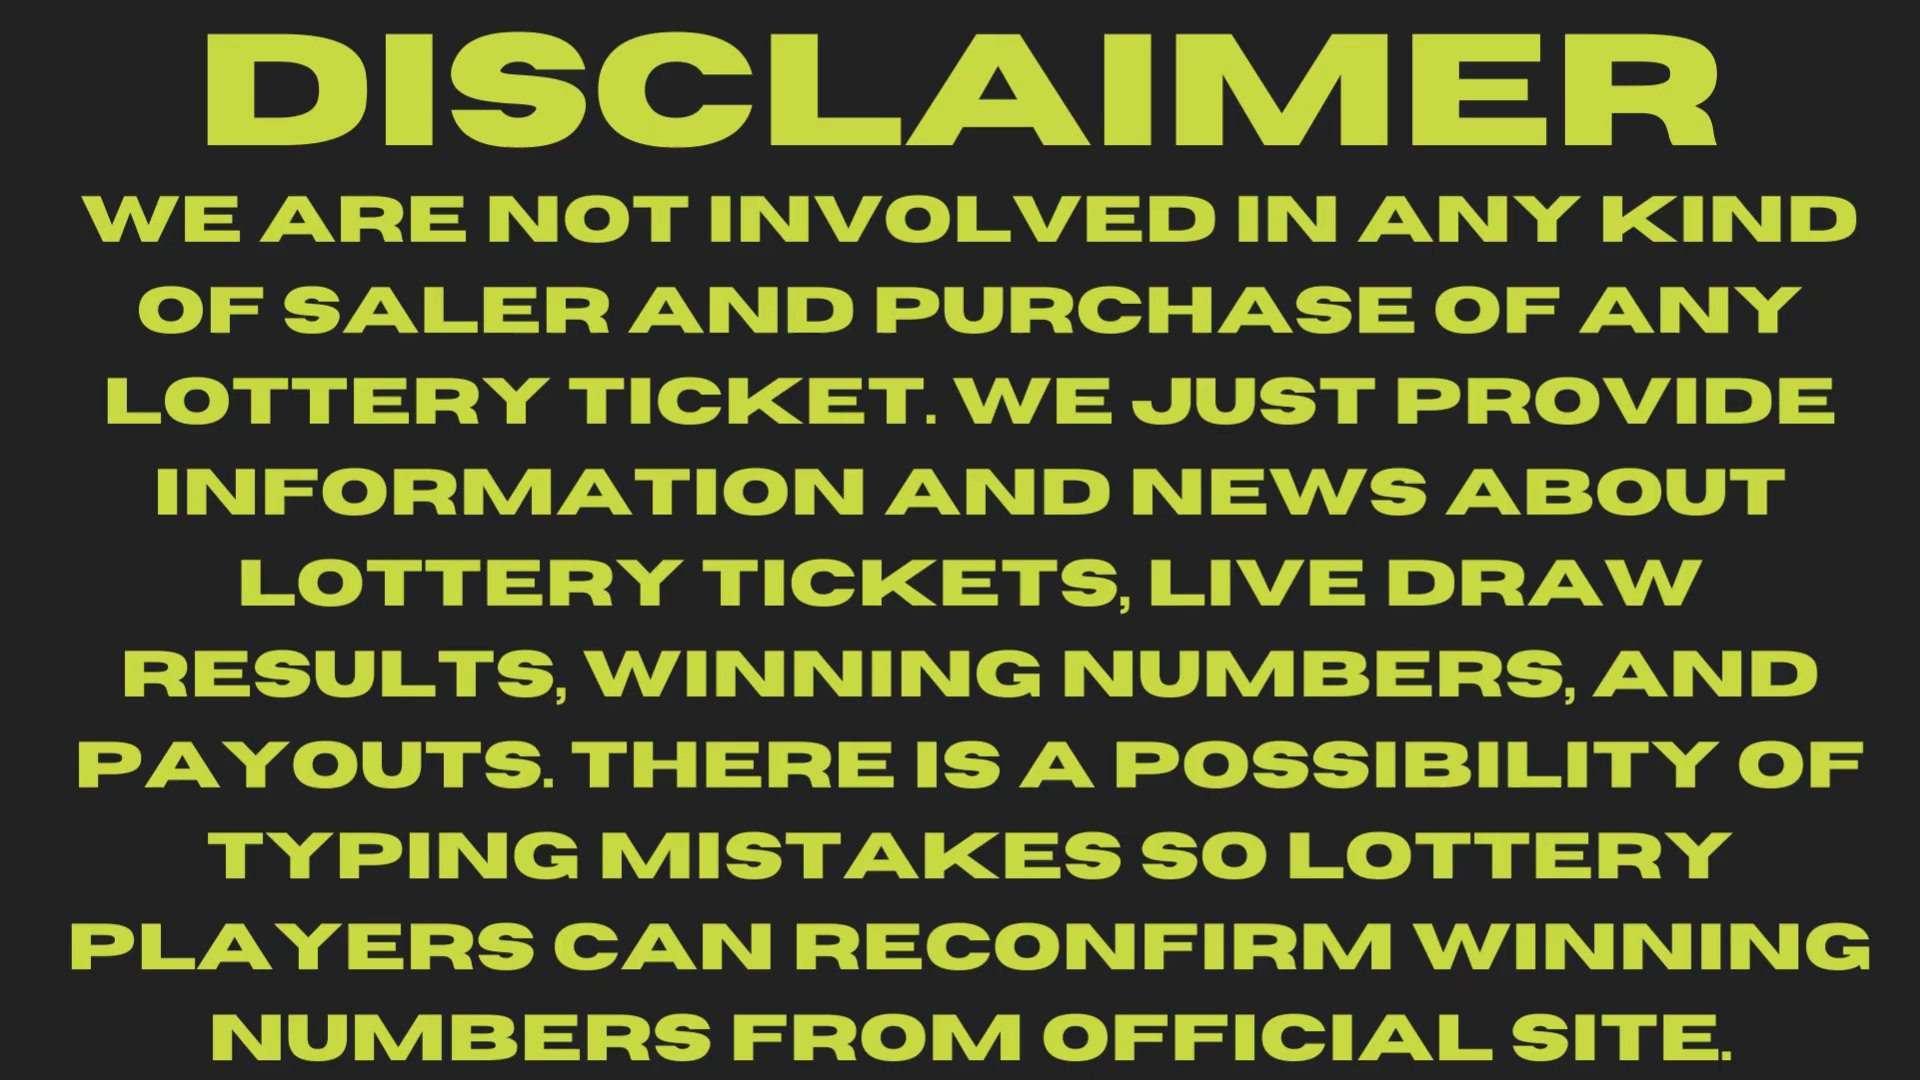 DISCLAIMER
WE ARE NOT INVOLVED IN ANY KIND
OF SALER AND PURCHASE OF ANY
LOTTERY TICKET. WE JUST PROVIDE
INFORMATION AND NEWS ABOUT
LOTTERY TICKETS, LIVE DRAW
RESULTS, WINNING NUMBERS, AND
PAYOUTS. THERE IS A POSSIBILITY OF
TYPING MISTAKES SO LOTTERY
PLAYERS CAN RECONFIRM WINNING
NUMBERS FROM OFFICIAL SITE.